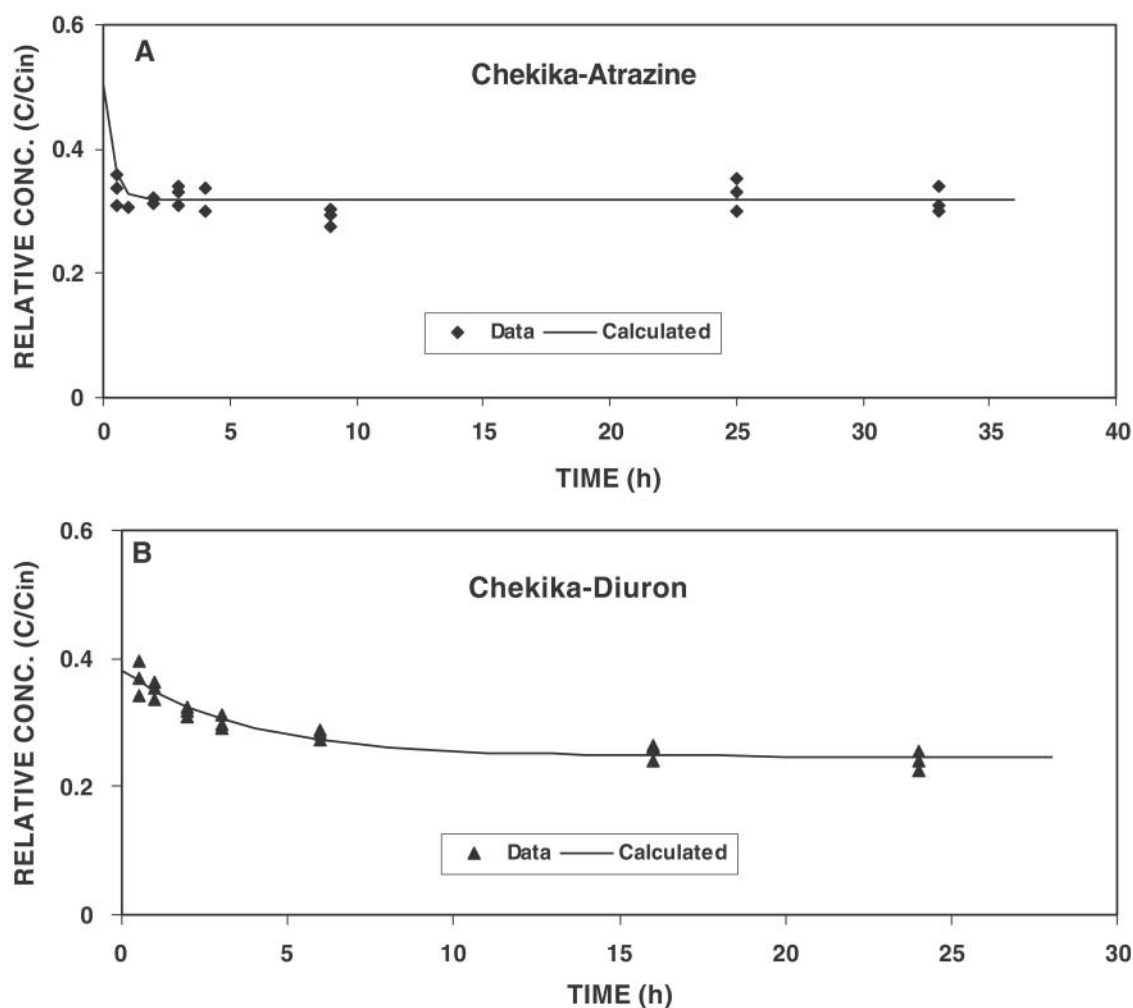 A
Chekika-Atrazine
RELATIVE CONC. (C/Cin)
0.6
0.4
0.2
0
Data Calculated
0 5 10 15 20 25 30 35 40
TIME (h)
B
Chekika-Diuron
RELATIVE CONC. (C/Cin)
0.6
0.4
0.2
0
Data Calculated
0 5 10 15 20 25 30
TIME (h)